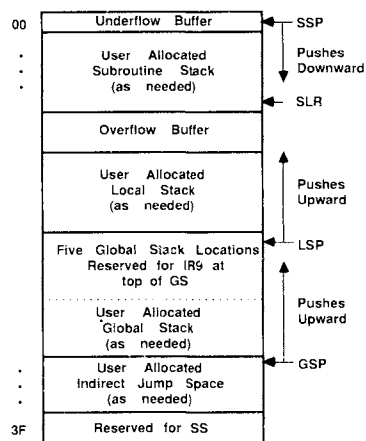 00
Underflow Buffer
SSP
User Allocated
Subroutine Stack
(as needed)
Pushes
Downward
SLR
Overflow Buffer
User Allocated
Local Stack
(as needed)
Pushes
Upward
LSP
Five Global Stack Locations
Reserved for IR9 at
top of GS
User Allocated
Global Stack
(as needed)
Pushes
Upward
GSP
User Allocated
Indirect Jump Space
(as needed)
3F
Reserved for SS